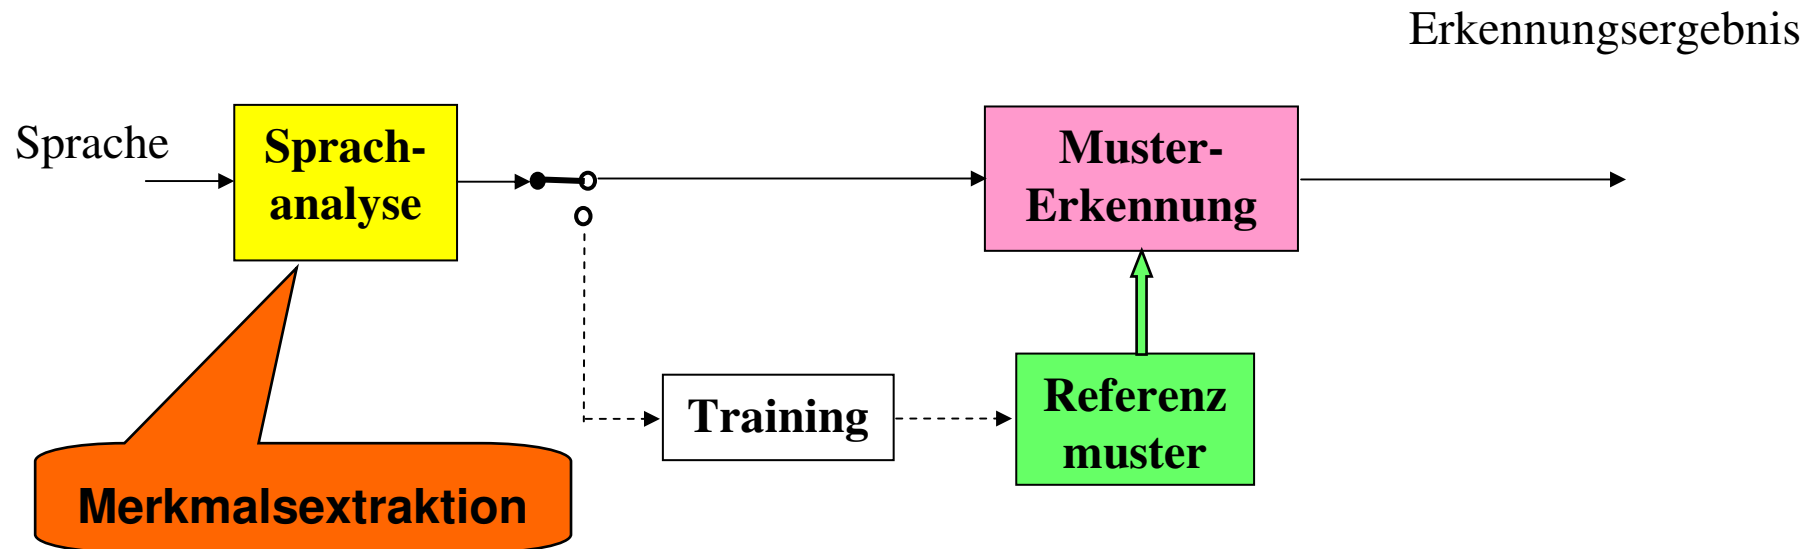 Erkennungsergebnis
Sprache
Sprach-
analyse
Muster-
Erkennung
Training
Referenz
muster
Merkmalsextraktion